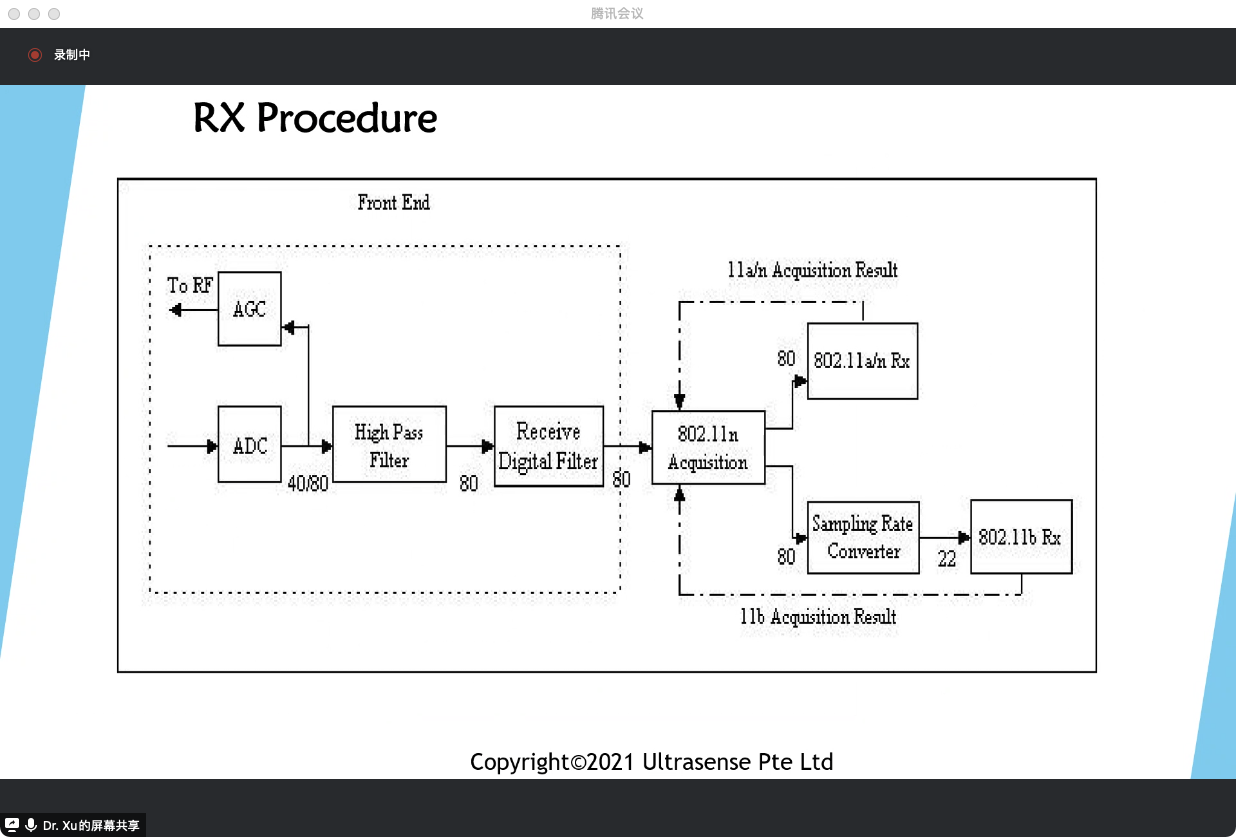 腾讯会议
录制中
RX Procedure
Front End
To RF
AGC
ADC
40/80
High Pass
Filter
80
Receive
Digital Filter
80
802.11n
Acquisition
11a/n Acquisition Result
80
802.11a/n Rx
80
Sampling Rate
Converter
22
802.11b Rx
11b Acquisition Result
Copyright©2021 Ultrasense Pte Ltd
Dr. Xu的屏幕共享